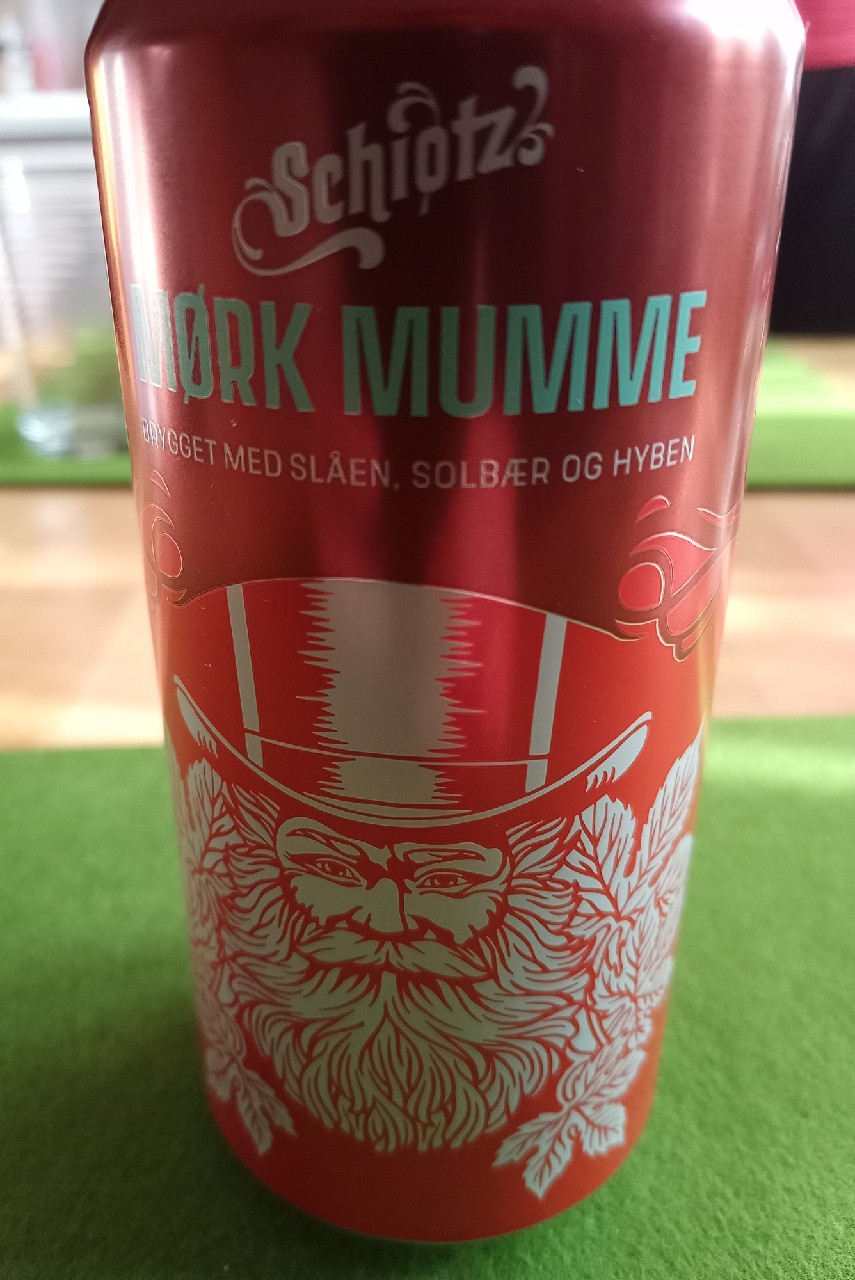 Schiøtz
MØRK MUMME
BRYGGET MED SLÅEN, SOLBÆR OG HYBEN